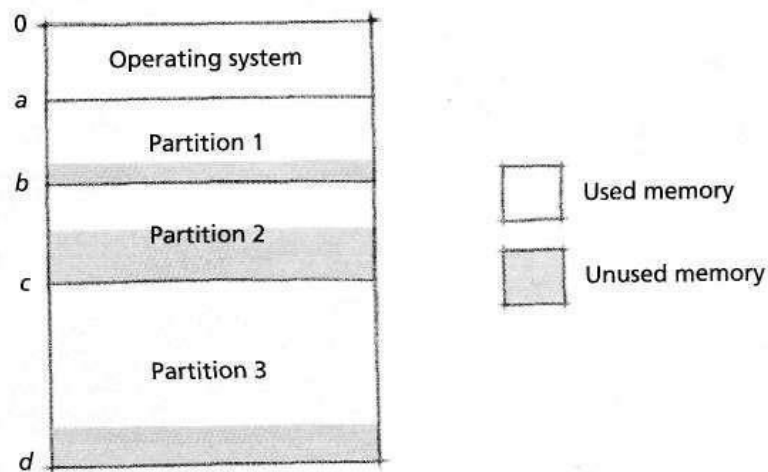 0
Operating system
a
Partition 1
b
Partition 2
c
Partition 3
d
Used memory
Unused memory